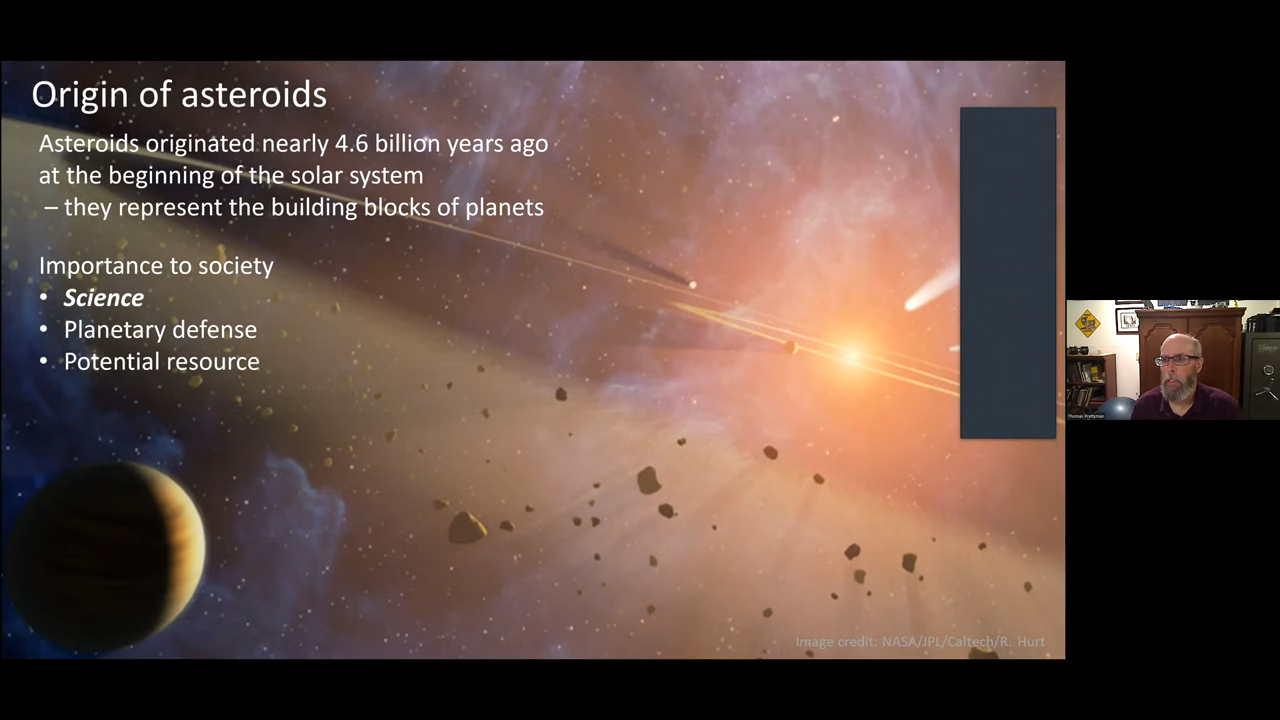 Origin of asteroids
Asteroids originated nearly 4.6 billion years ago
at the beginning of the solar system
– they represent the building blocks of planets
Importance to society
• Science
• Planetary defense
• Potential resource
Thomas Prettyman
Image credit: NASA/JPL/Caltech/R. Hurt